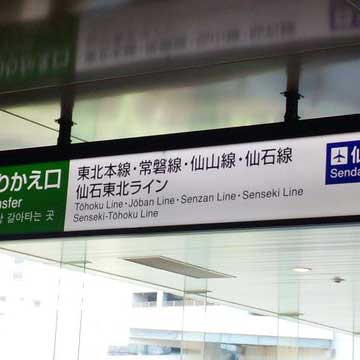 りかえ口
nsfer
갈아타는 곳
東北本線・常磐線・仙山線・仙石線
仙石東北ライン
Tōhoku Line・Jōban Line・Senzan Line・Senseki Line
Senseki-Tōhoku Line
仙
Senda